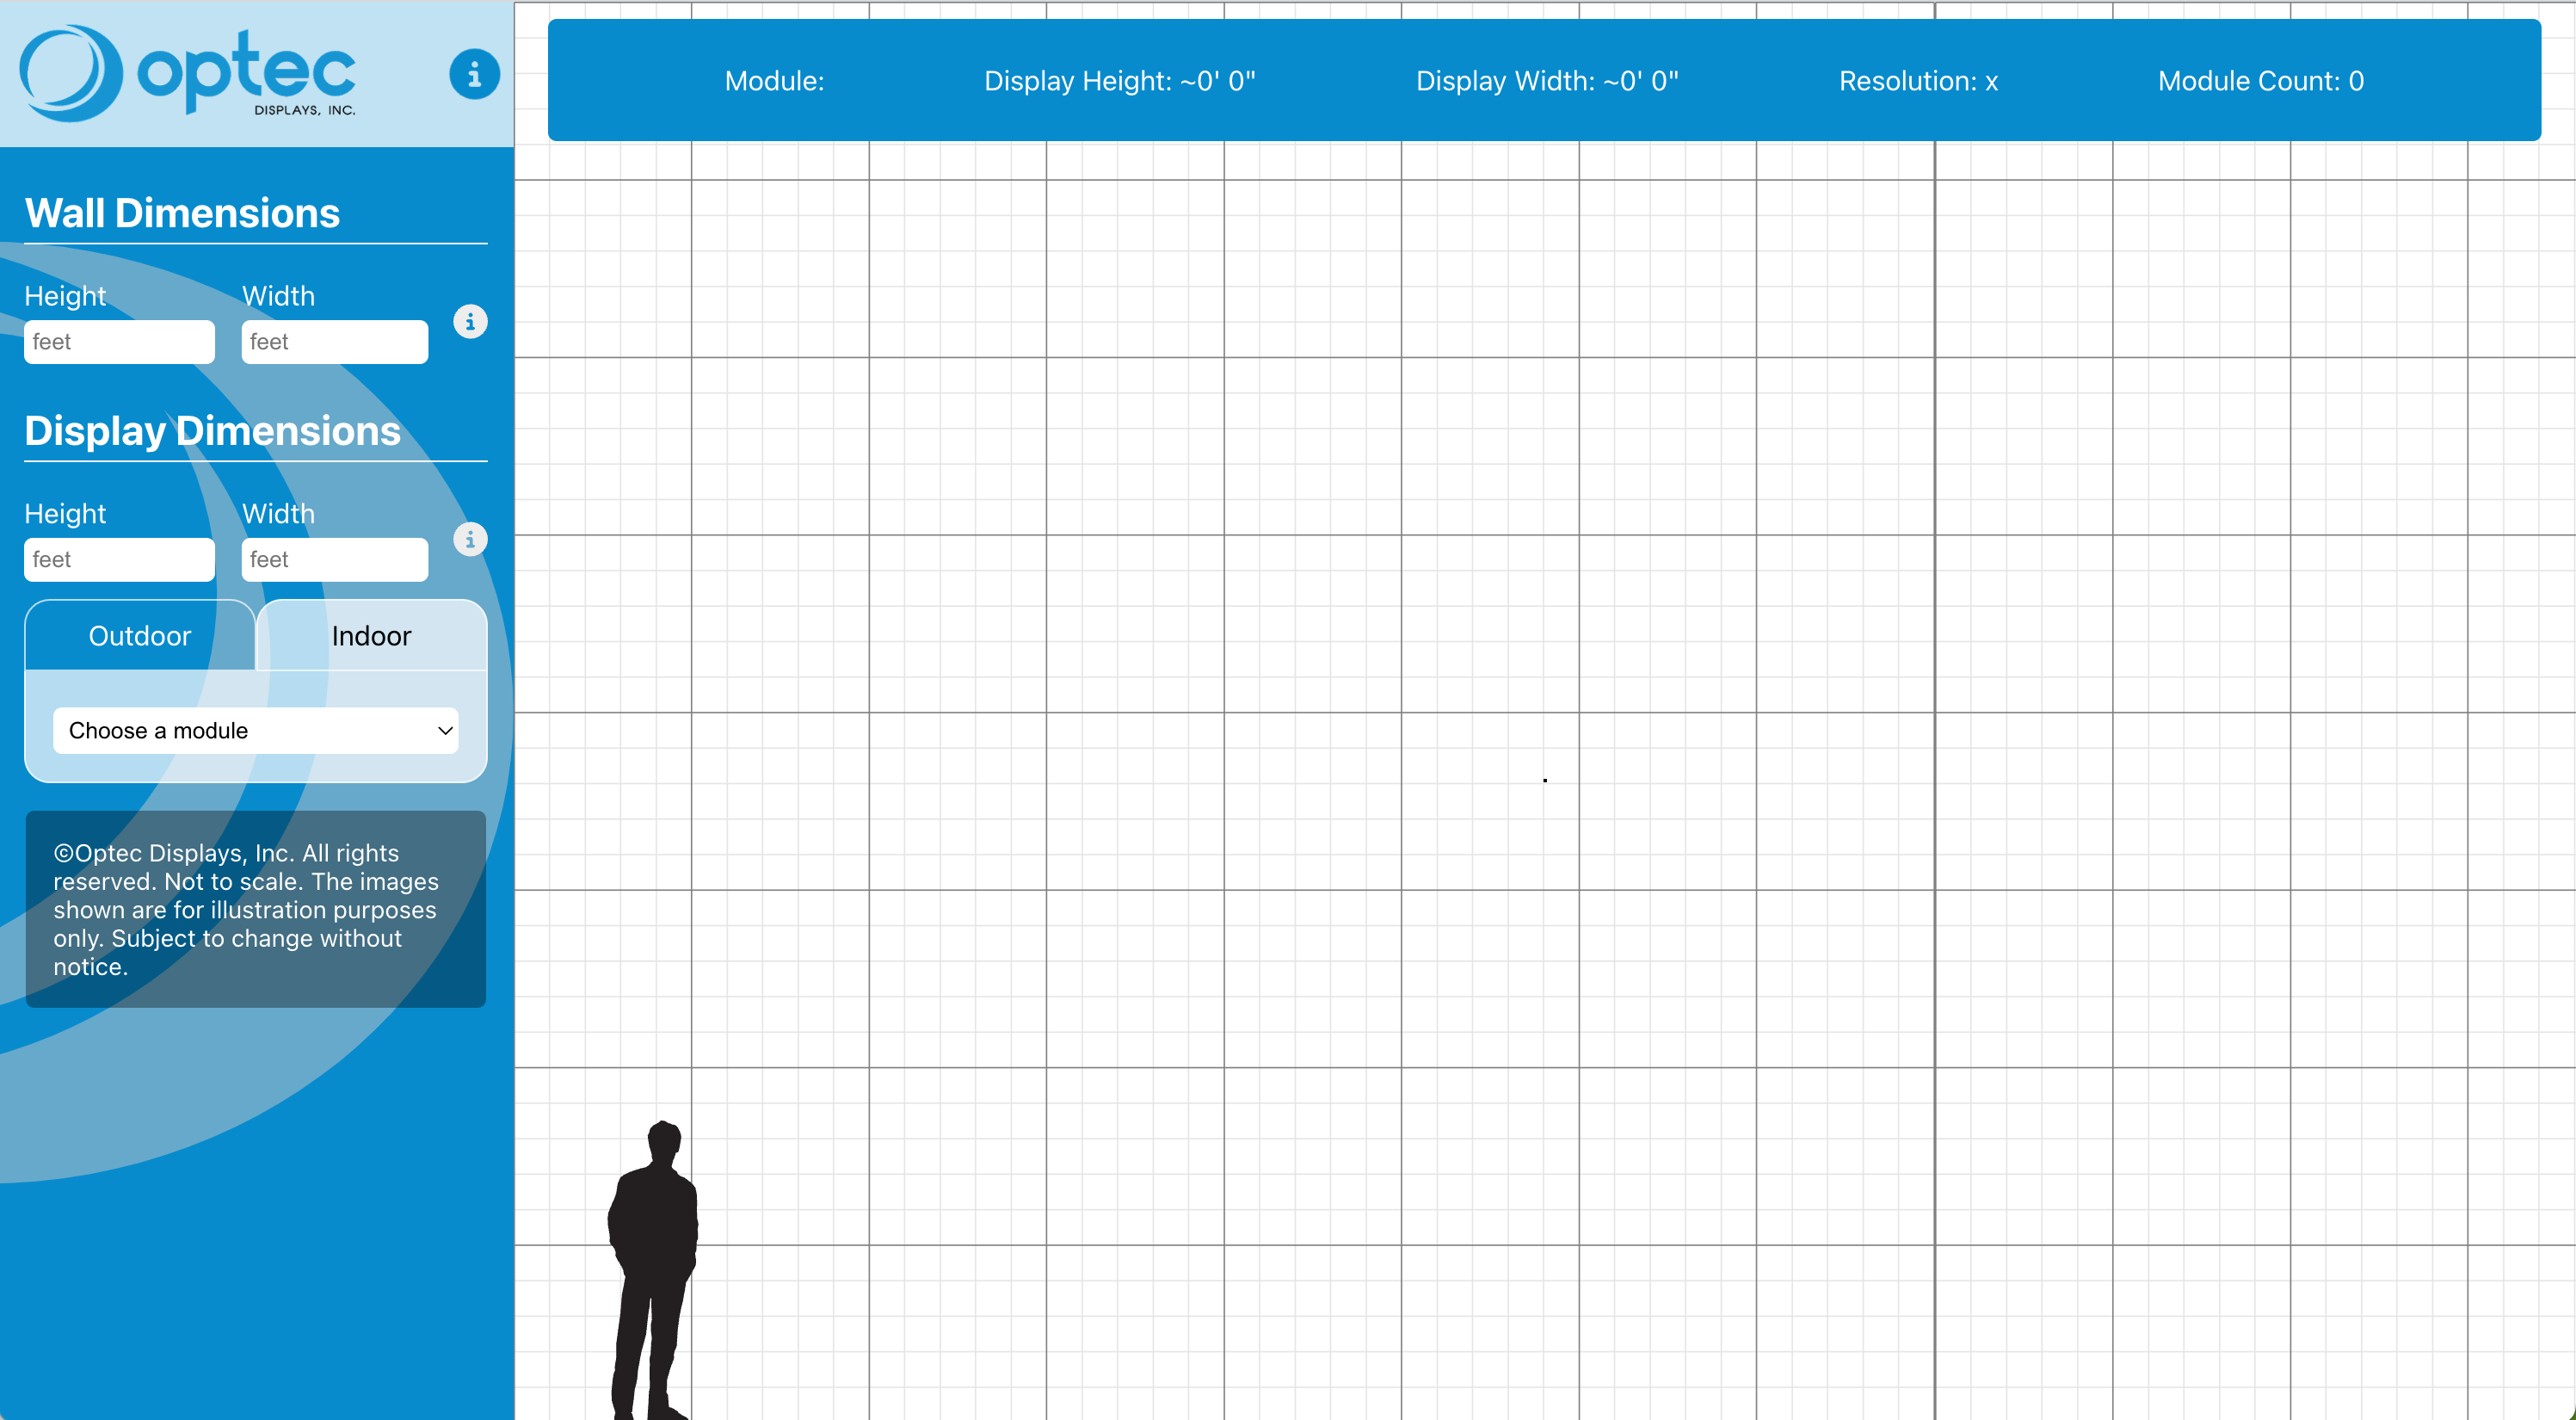 optec
DISPLAYS, INC.
Module:
Display Height: ~0' 0"
Display Width: ~0' 0"
Resolution: x
Module Count: 0
Wall Dimensions
Height
Width
feet
feet
Display Dimensions
Height
Width
feet
feet
Outdoor
Indoor
Choose a module
©Optec Displays, Inc. All rights
reserved. Not to scale. The images
shown are for illustration purposes
only. Subject to change without
notice.